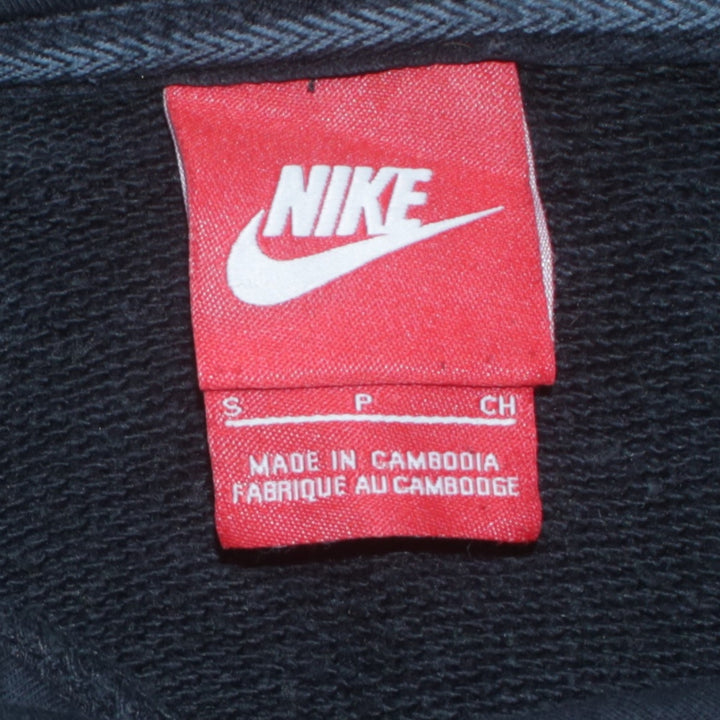 NIKE
S P CH
MADE IN CAMBODIA
FABRIQUE AU CAMBODGE